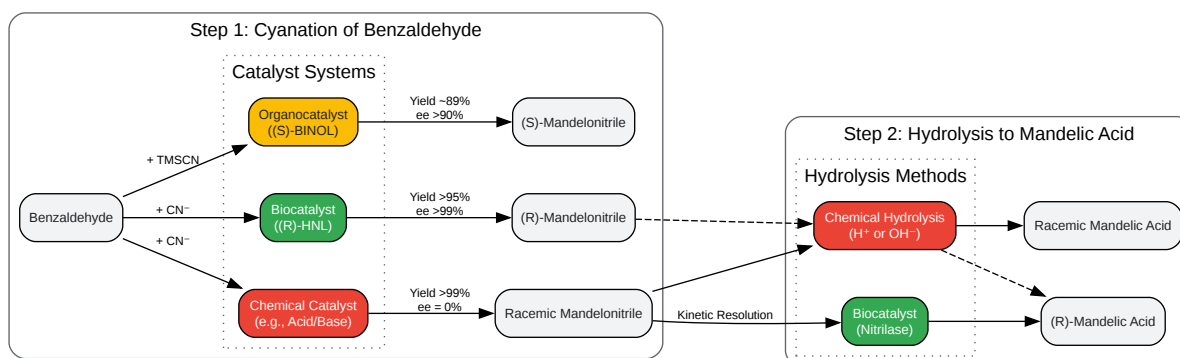 Step 1: Cyanation of Benzaldehyde
Catalyst Systems
Yield ~89%
ee >90%
Organocatalyst
((S)-BINOL)
(S)-Mandelonitrile
+ TMSCN
Step 2: Hydrolysis to Mandelic Acid
Hydrolysis Methods
Benzaldehyde
+ CN⁻
Biocatalyst
((R)-HNL)
Yield >95%
ee >99%
(R)-Mandelonitrile
Chemical Hydrolysis
(H⁺ or OH⁻)
Racemic Mandelic Acid
+ CN⁻
Chemical Catalyst
(e.g., Acid/Base)
Yield >99%
ee = 0%
Racemic Mandelonitrile
Kinetic Resolution
Biocatalyst
(Nitrilase)
(R)-Mandelic Acid